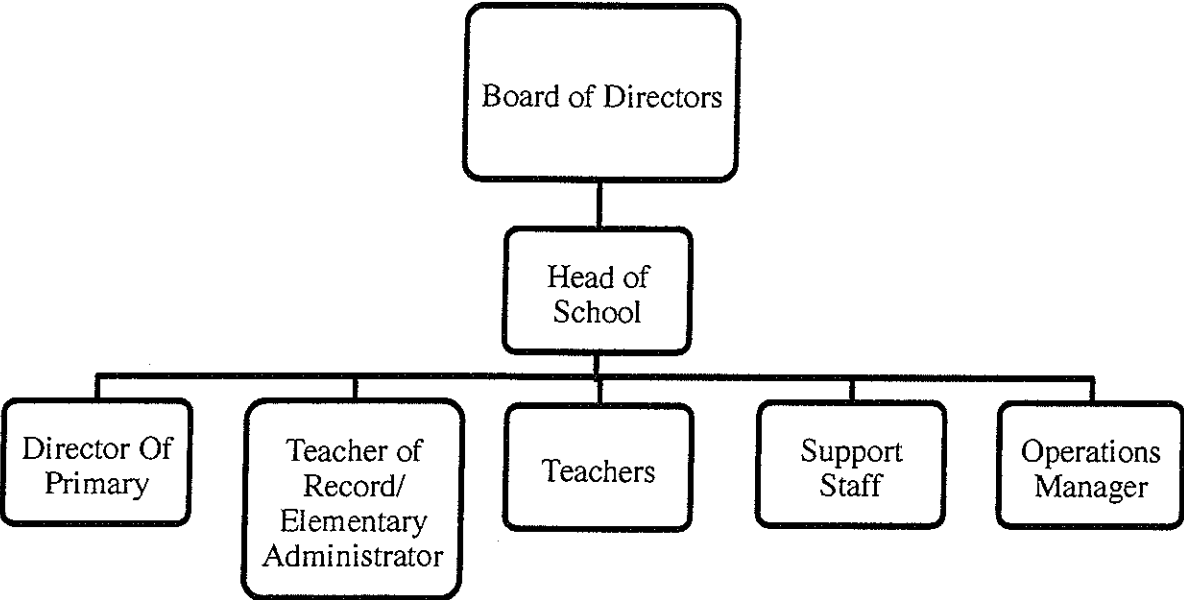 Board of Directors
Head of
School
Director Of
Primary
Teacher of
Record/
Elementary
Administrator
Teachers
Support
Staff
Operations
Manager